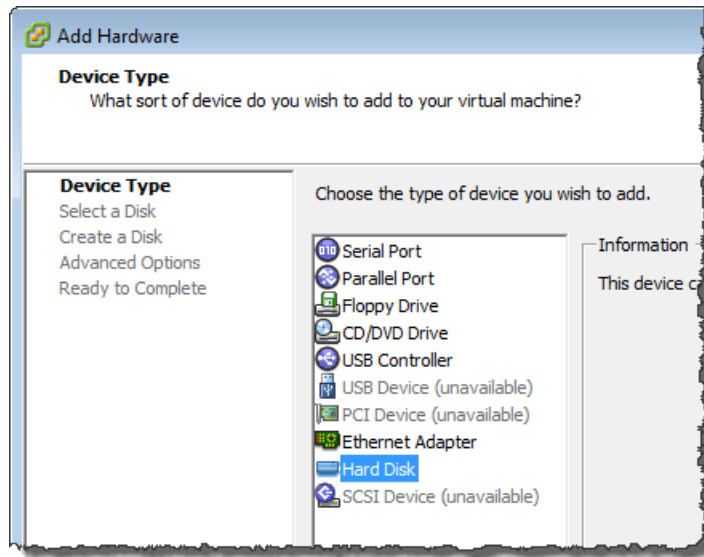 Add Hardware
Device Type
What sort of device do you wish to add to your virtual machine?
Device Type
Select a Disk
Create a Disk
Advanced Options
Ready to Complete
Choose the type of device you wish to add.
Serial Port
Parallel Port
Floppy Drive
CD/DVD Drive
USB Controller
USB Device (unavailable)
PCI Device (unavailable)
Ethernet Adapter
Hard Disk
SCSI Device (unavailable)
Information
This device